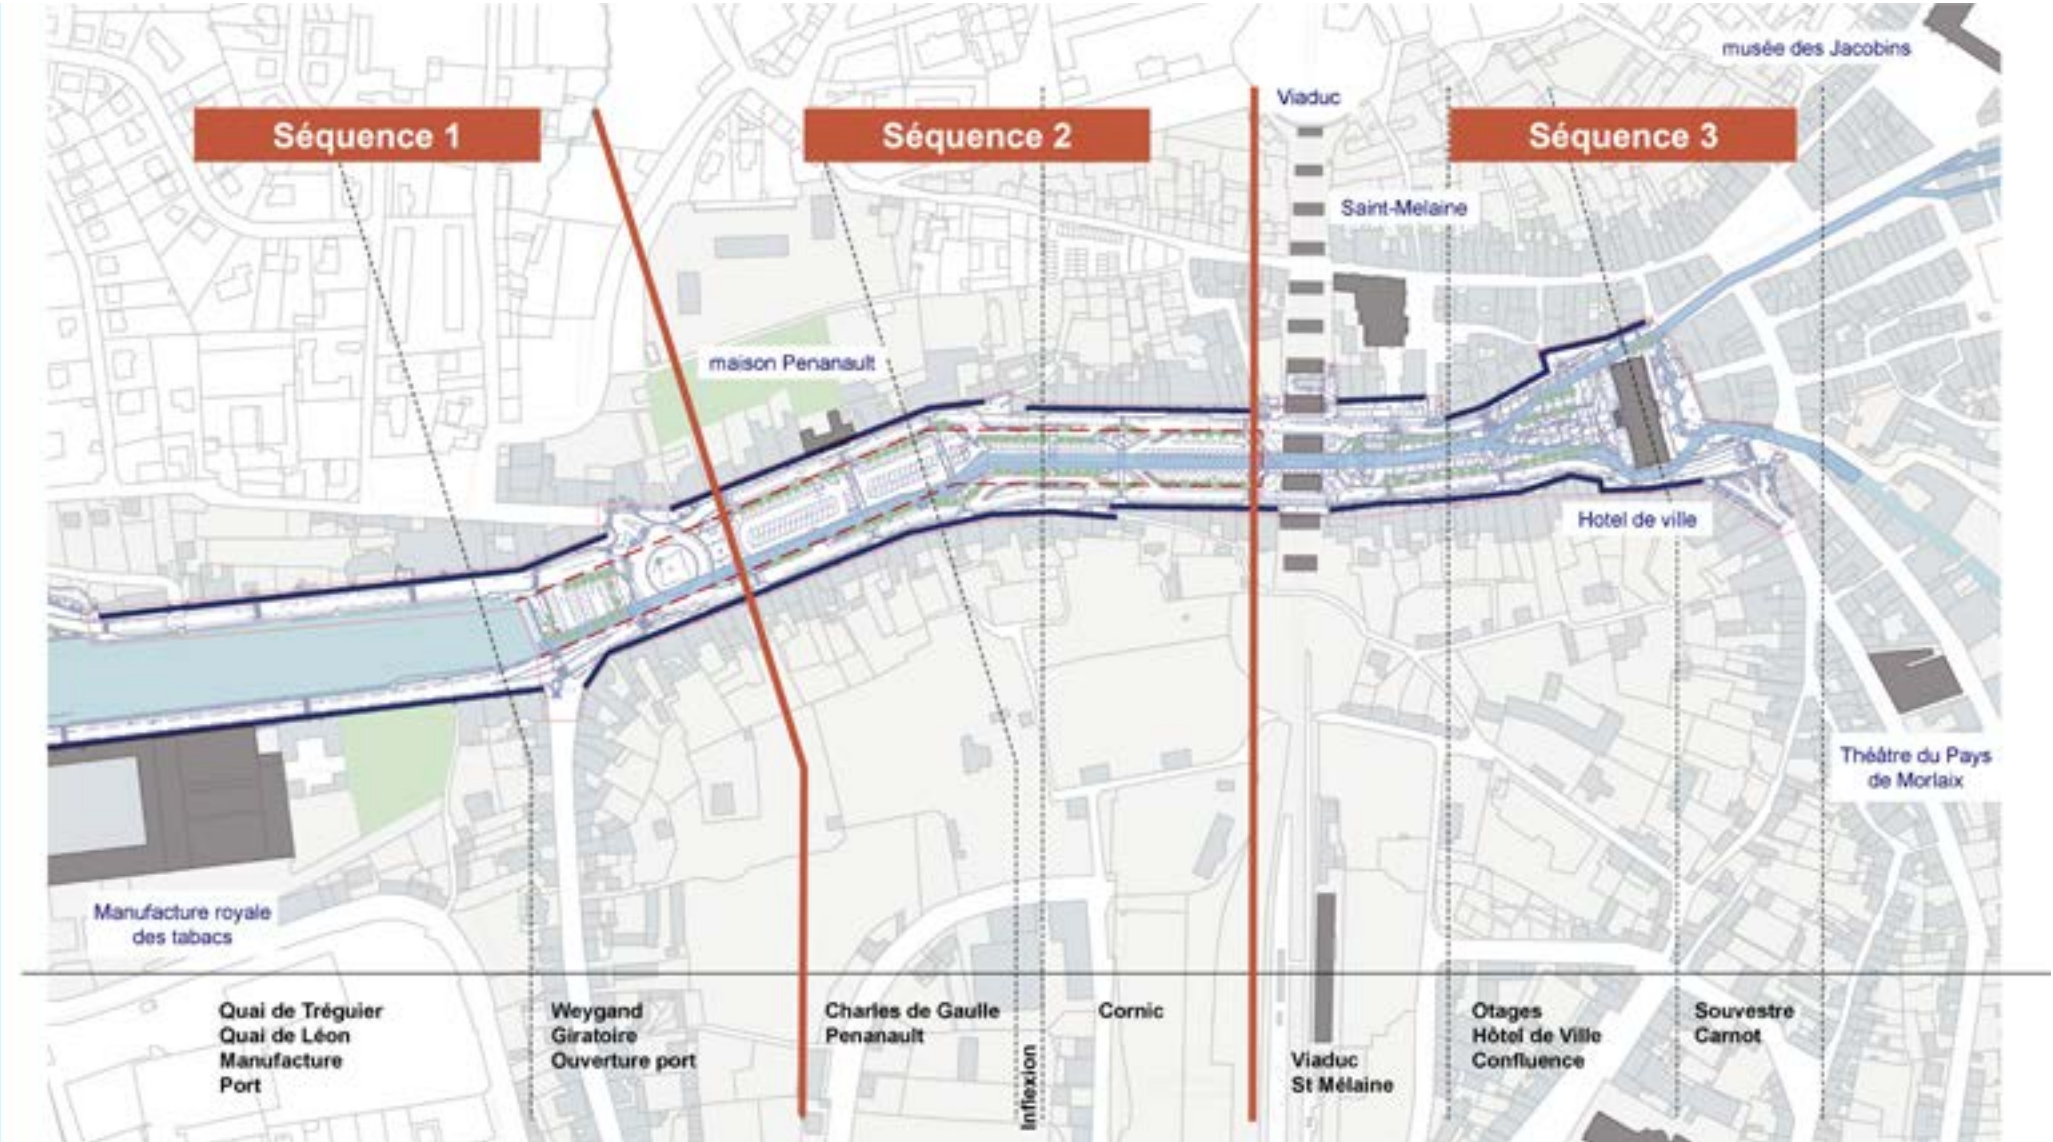 musée des Jacobins
Viaduc
Séquence 1
Séquence 2
Séquence 3
Saint-Melaine
maison Penanault
Hotel de ville
Théâtre du Pays
de Morlaix
Manufacture royale
des tabacs
Quai de Tréguier
Quai de Léon
Manufacture
Port
Weygand
Giratoire
Ouverture port
Charles de Gaulle
Penanault
Inflexion
Cornic
Viaduc
St Mélaine
Otages
Hôtel de Ville
Confluence
Souvestre
Carnot